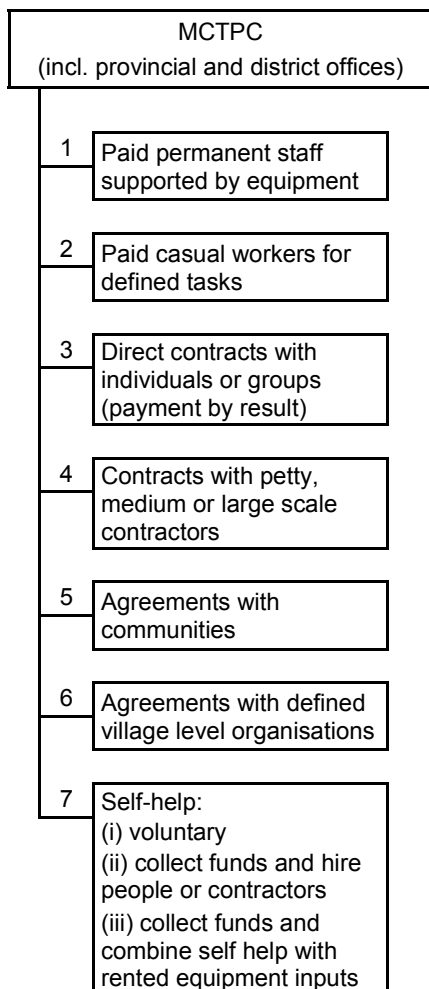 MCTPC
(incl. provincial and district offices)
1
Paid permanent staff
supported by equipment
2
Paid casual workers for
defined tasks
3
Direct contracts with
individuals or groups
(payment by result)
4
Contracts with petty,
medium or large scale
contractors
5
Agreements with
communities
6
Agreements with defined
village level organisations
7
Self-help:
(i) voluntary
(ii) collect funds and hire
people or contractors
(iii) collect funds and
combine self help with
rented equipment inputs